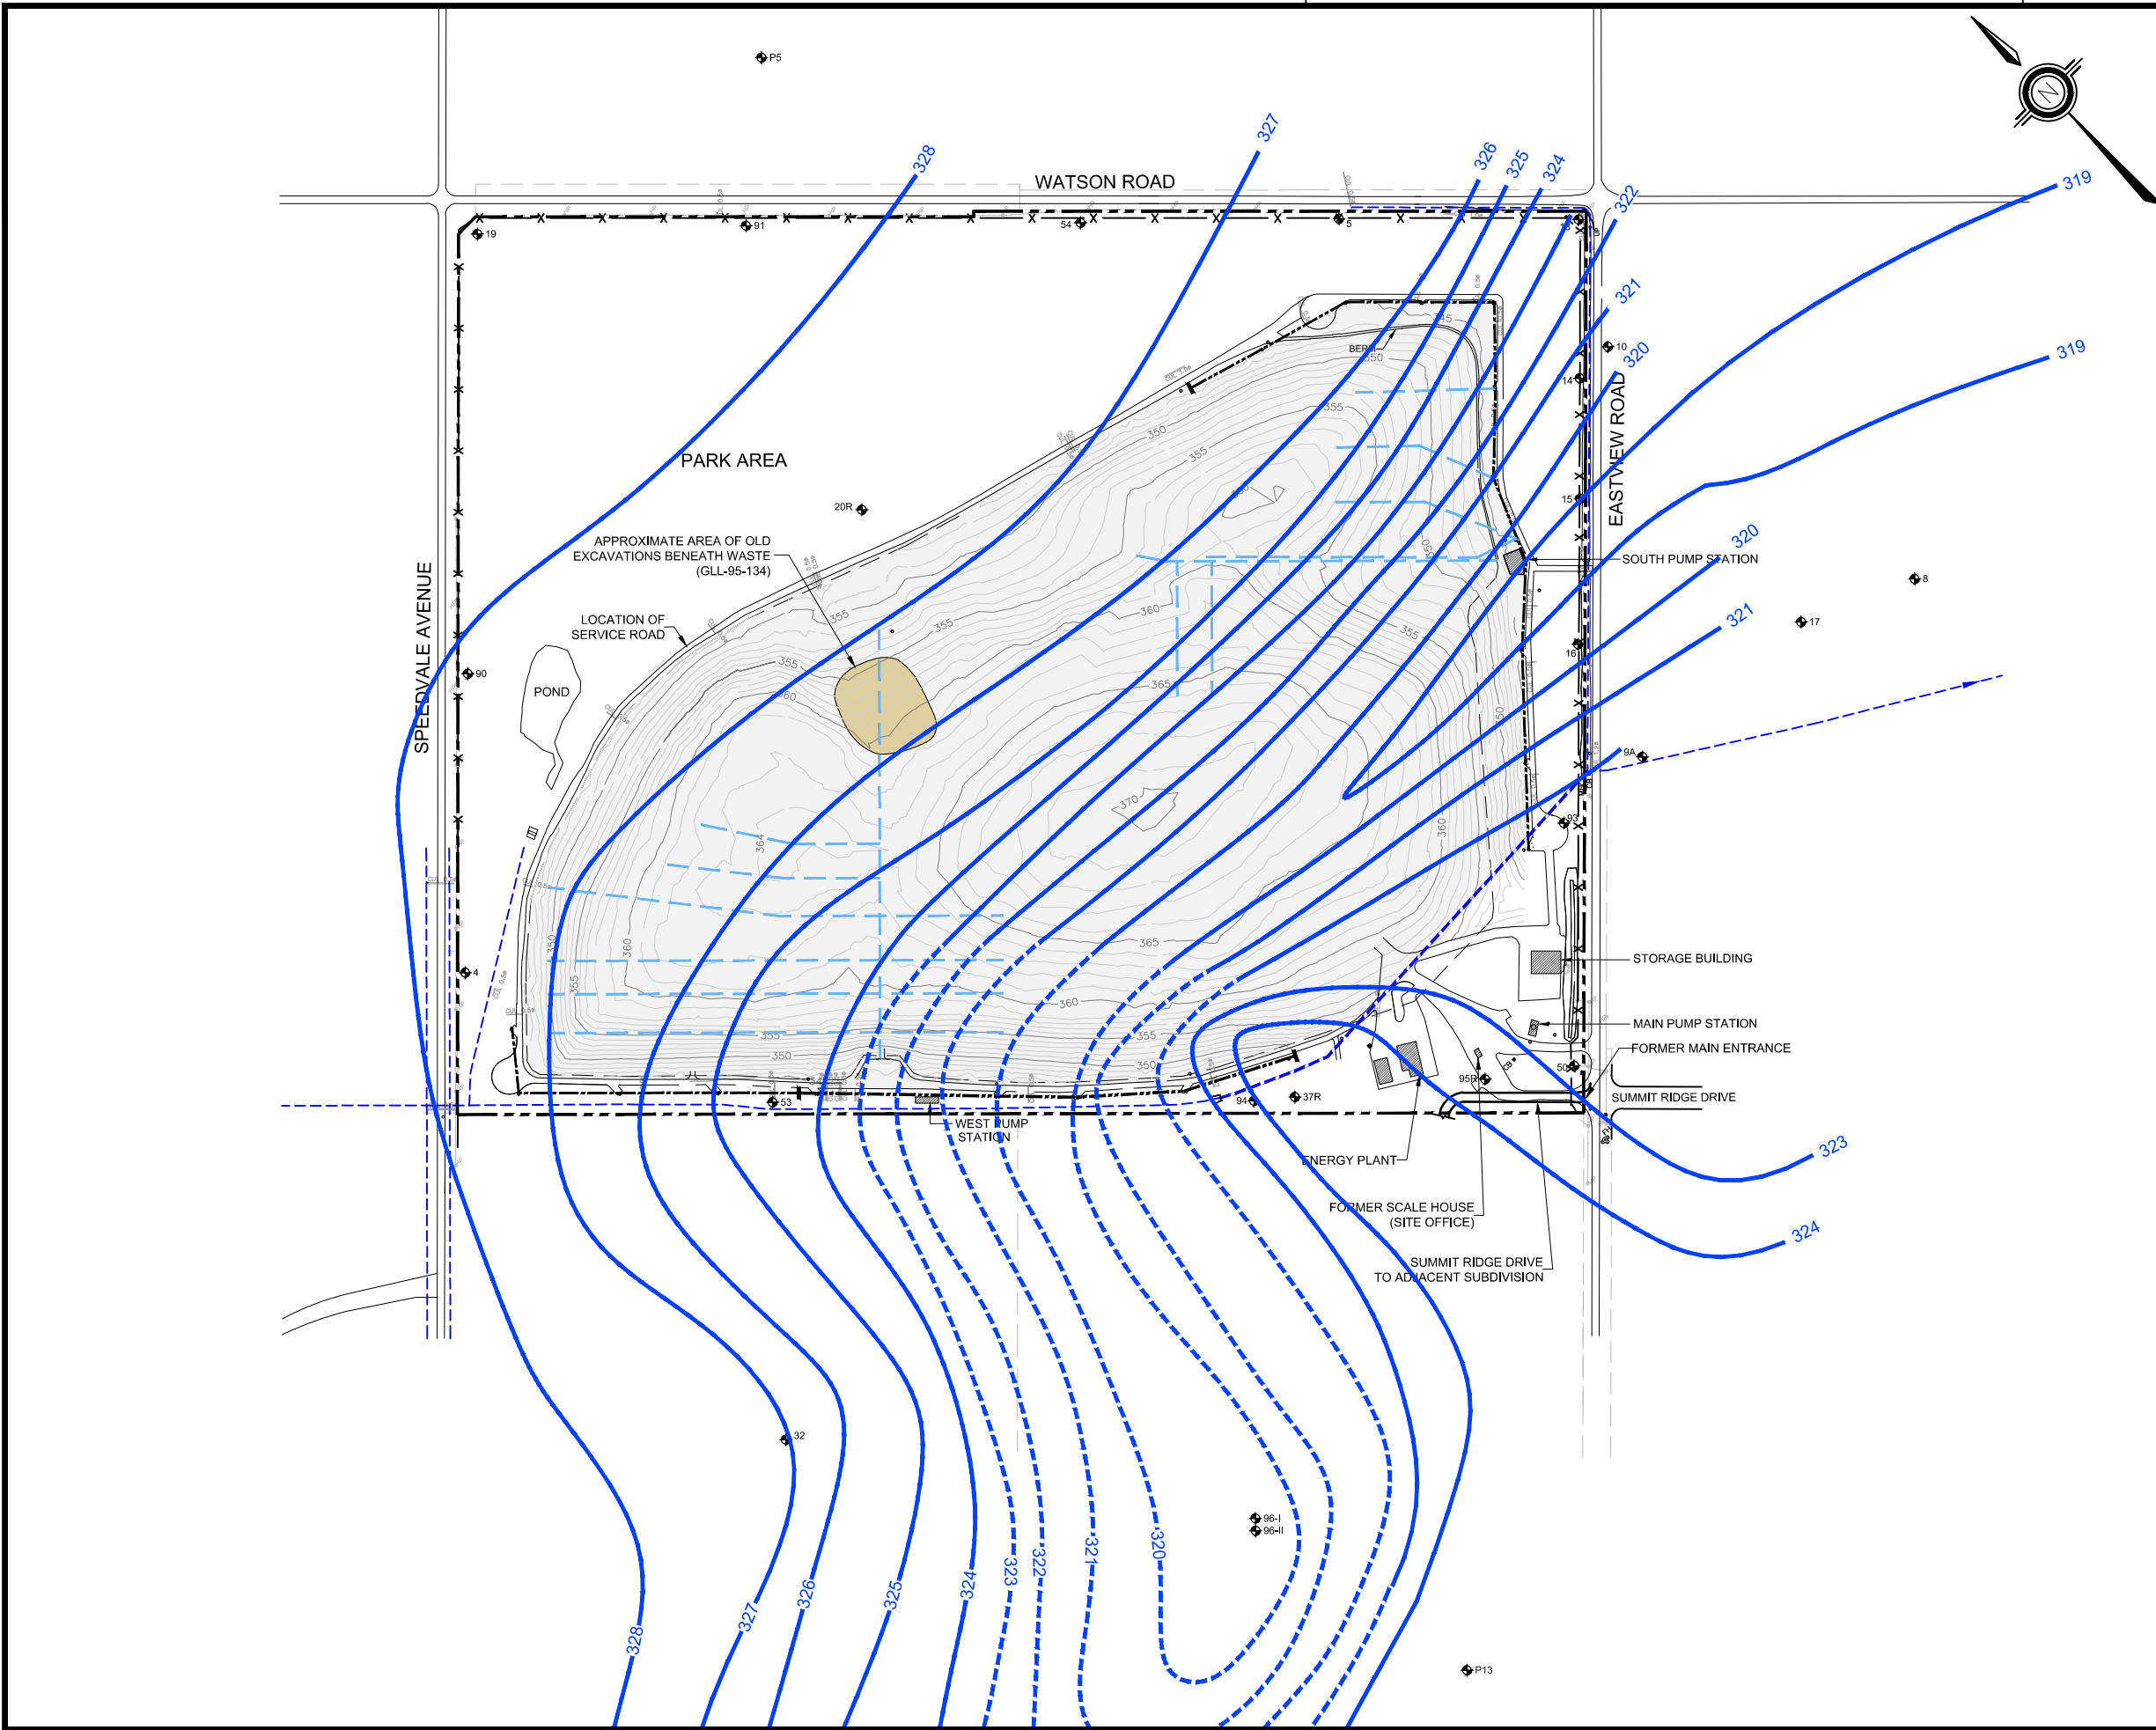 P5
N
328
327
326
325
324
322
319
WATSON ROAD
19
91
54
5
321
10
320
319
BERM
345
350
14
EASTVIEW ROAD
355
350
355
PARK AREA
20R
15
APPROXIMATE AREA OF OLD
EXCAVATIONS BENEATH WASTE
(GLL-95-134)
350
320
SOUTH PUMP STATION
8
SPEEDVALE AVENUE
LOCATION OF
SERVICE ROAD
355
355
360
355
321
17
16
90
POND
355
360
365
350
9A
370
364
360
93
350
360
365
355
STORAGE BUILDING
4
360
MAIN PUMP STATION
355
350
355
350
FORMER MAIN ENTRANCE
50
95R
CB
SUMMIT RIDGE DRIVE
53
94
37R
WEST PUMP
STATION
ENERGY PLANT
323
FORMER SCALE HOUSE
(SITE OFFICE)
324
SUMMIT RIDGE DRIVE
TO ADJACENT SUBDIVISION
32
96-I
96-II
328
327
326
325
324
323
322
321
320
P13